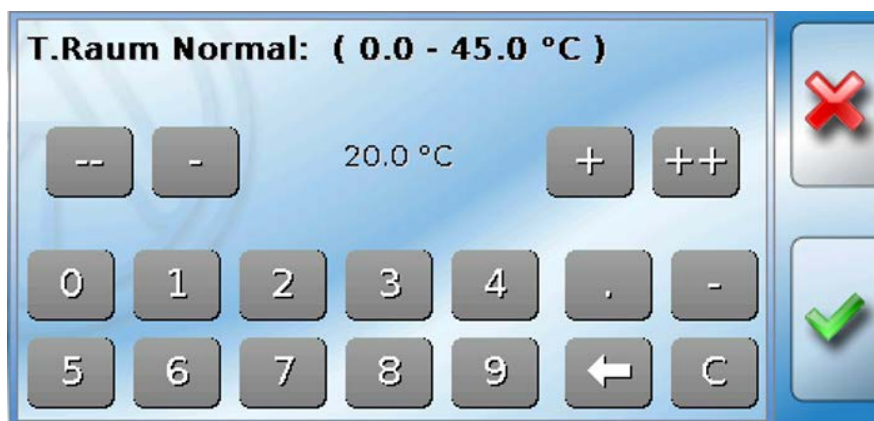 T.Raum Normal: ( 0.0 - 45.0 °C )
-- - 20.0 °C + ++
0 1 2 3 4 . -
5 6 7 8 9 C